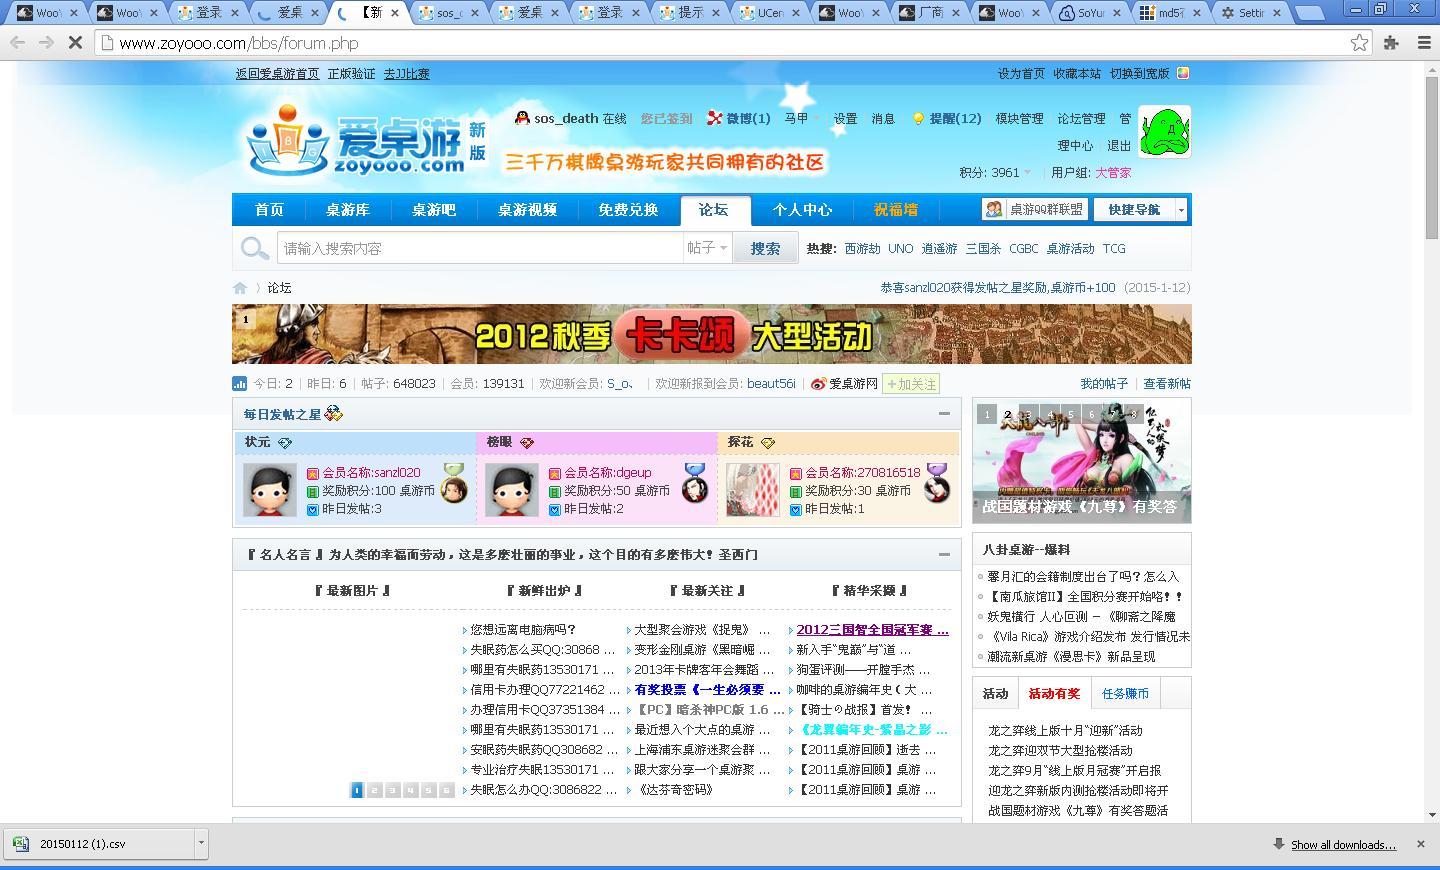 Woo\
Woo\
登录
爱桌
【新
sos_
爱桌
登录
提示
UCen
Woo\
厂商
Woo\
SoYu
md5
Settin
www.zoyooo.com/bbs/forum.php
返回爱桌游首页 正版验证 去JJ比赛
设为首页 收藏本站 切换到宽版
爱桌游 新版
zoyooo.com
sos_death 在线 您已签到 微博(1) 马甲 设置 消息 提醒(12) 模块管理 论坛管理 管
理中心 退出
三千万棋牌桌游玩家共同拥有的社区
积分: 3961 用户组: 大管家
首页 桌游库 桌游吧 桌游视频 免费兑换 论坛 个人中心 祝福墙 桌游QQ群联盟 快捷导航
请输入搜索内容 帖子 搜索 热搜: 西游劫 UNO 逍遥游 三国杀 CGBC 桌游活动 TCG
论坛
恭喜sanzl020获得发帖之星奖励,桌游币+100 (2015-1-12)
1
2012秋季 卡卡颂 大型活动
今日: 2 昨日: 6 帖子: 648023 会员: 139131 欢迎新会员: S_o、 欢迎新报到会员: beaut56i 爱桌游网 +加关注
我的帖子 查看新帖
每日发帖之星
状元 榜眼 探花
会员名称:sanzl020
奖励积分:100 桌游币
昨日发帖:3
会员名称:dgeup
奖励积分:50 桌游币
昨日发帖:2
会员名称:270816518
奖励积分:30 桌游币
昨日发帖:1
1 2 3 4 5 6 7 8
战国题材游戏《九尊》有奖答
『 名人名言 』为人类的幸福而劳动，这是多麽壮丽的事业，这个目的有多麽伟大！圣西门
『 最新图片 』 『 新鲜出炉 』 『 最新关注 』 『 精华采撷 』
1 2 3 4 5 6
您想远离电脑病吗？
失眠药怎么买QQ:30868 ...
哪里有失眠药13530171 ...
信用卡办理QQ77221462 ...
办理信用卡QQ37351384 ...
哪里有失眠药13530171 ...
安眠药失眠药QQ308682 ...
专业治疗失眠13530171 ...
失眠怎么办QQ:3086822 ...
大型聚会游戏《捉鬼》 ...
变形金刚桌游《黑暗崛 ...
2013年卡牌客年会舞蹈 ...
有奖投票《一生必须要 ...
【PC】暗杀神PC版 1.6 ...
最近想入个大点的桌游 ...
上海浦东桌游迷聚会群 ...
跟大家分享一个桌游聚 ...
《达芬奇密码》
2012三国智全国冠军赛 ...
新入手“鬼巅”与“道 ...
狗蛋评测——开膛手杰 ...
咖啡的桌游编年史（大 ...
【骑士の战报】首发！ ...
《龙翼编年史-紫晶之影 ...
【2011桌游回顾】逝去 ...
【2011桌游回顾】桌游 ...
【2011桌游回顾】桌游 ...
八卦桌游--爆料
馨月汇的会籍制度出台了吗？怎么入
【南瓜旅馆II】全国积分赛开始咯！！
妖鬼横行 人心叵测 - 《聊斋之降魔
《Vila Rica》游戏介绍发布 发行情况未
潮流新桌游《漫思卡》新品呈现
活动 活动有奖 任务赚币
龙之弈线上版十月“迎新”活动
龙之弈迎双节大型抢楼活动
龙之弈9月“线上版月冠赛”开启报
迎龙之弈新版内测抢楼活动即将开
战国题材游戏《九尊》有奖答题活
20150112 (1).csv
Show all downloads...